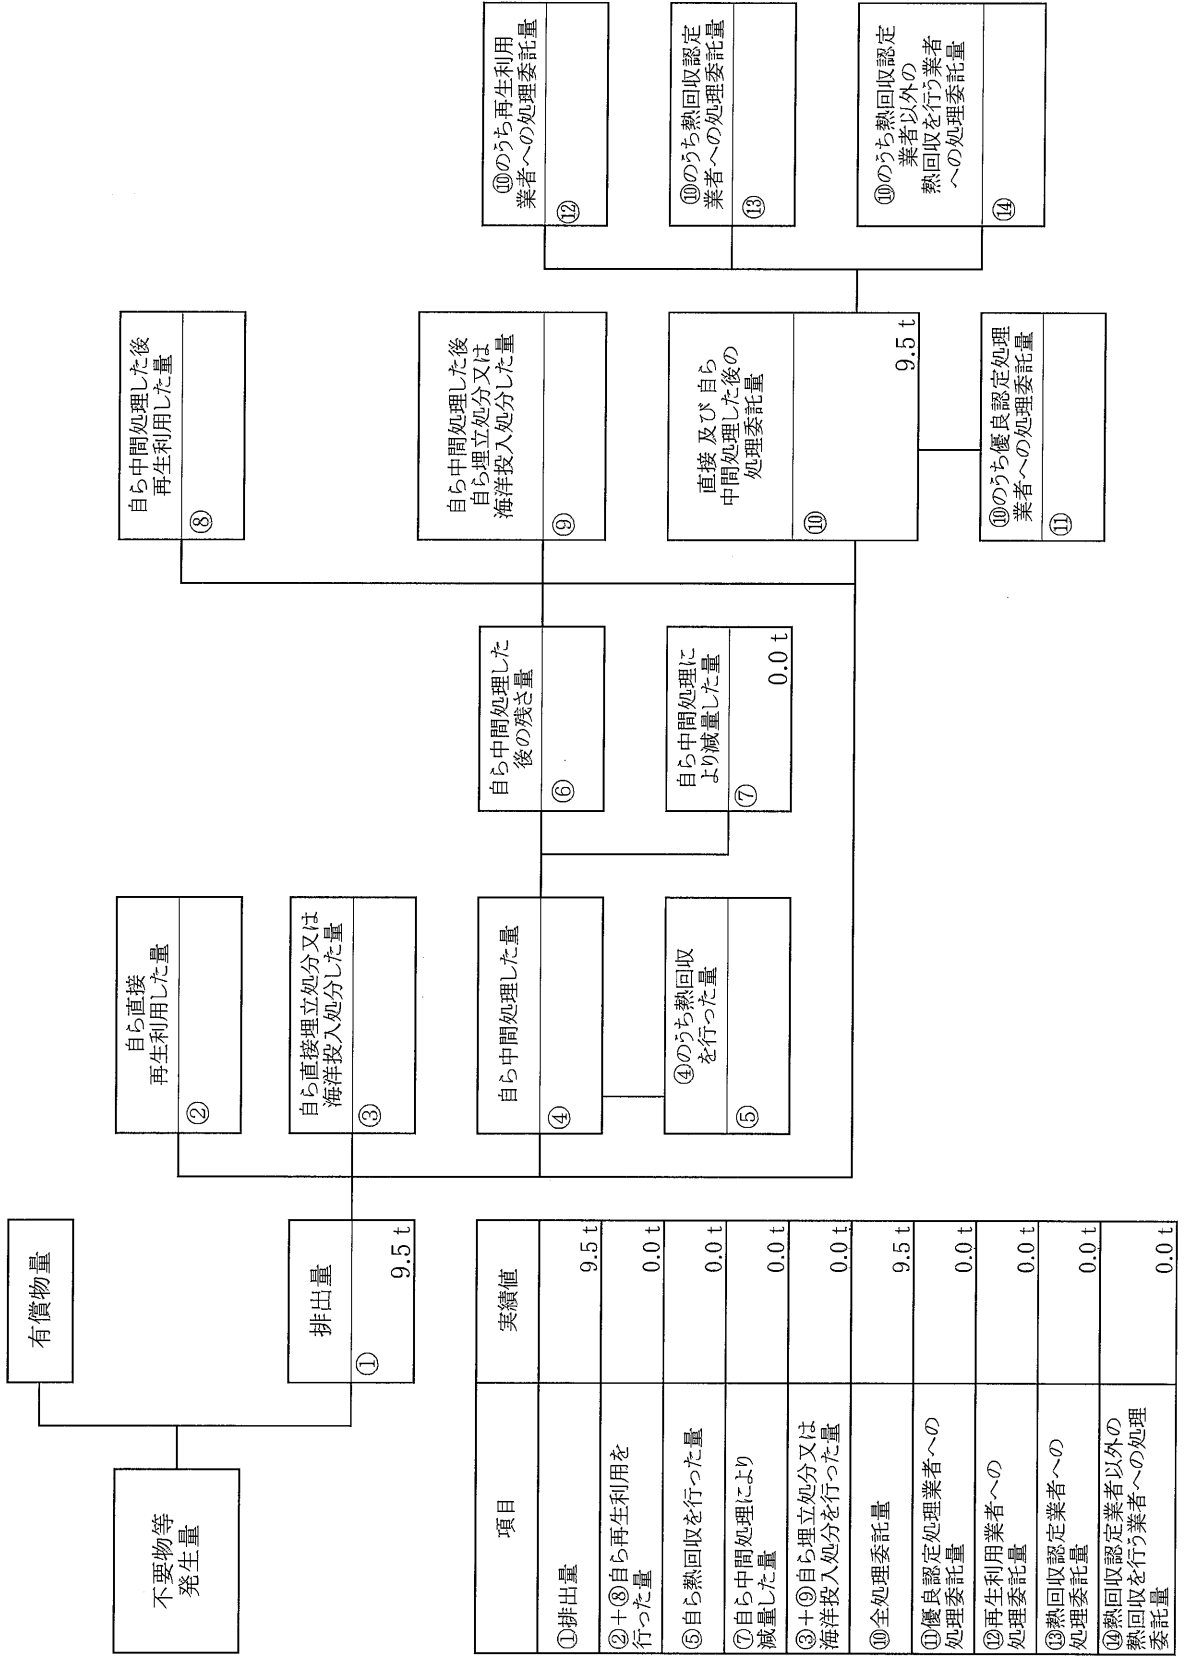 不要物等
発生量
有償物量
排出量
①
9.5 t
自ら直接
再生利用した量
②
自ら直接埋立処分又は
海洋投入処分した量
③
自ら中間処理した量
④
④のうち熱回収
を行った量
⑤
自ら中間処理した
後の残さ量
⑥
自ら中間処理に
より減量した量
⑦
0.0 t
自ら中間処理した後
再生利用した量
⑧
自ら中間処理した後
自ら埋立処分又は
海洋投入処分した量
⑨
直接及び自ら
中間処理した後の
処理委託量
⑩
9.5 t
⑩のうち優良認定処理
業者への処理委託量
⑪
⑩のうち再生利用
業者への処理委託量
⑫
⑩のうち熱回収認定
業者への処理委託量
⑬
⑩のうち熱回収認定
業者以外の
熱回収を行う業者
への処理委託量
⑭
項目 実績値
①排出量 9.5 t
②+⑧自ら再生利用を
行った量 0.0 t
⑤自ら熱回収を行った量 0.0 t
⑦自ら中間処理により
減量した量 0.0 t
③+⑨自ら埋立処分又は
海洋投入処分を行った量 0.0 t
⑩全処理委託量 9.5 t
⑪優良認定処理業者への
処理委託量 0.0 t
⑫再生利用業者への
処理委託量 0.0 t
⑬熱回収認定業者への
処理委託量 0.0 t
⑭熱回収認定業者以外の
熱回収を行う業者への処理
委託量 0.0 t